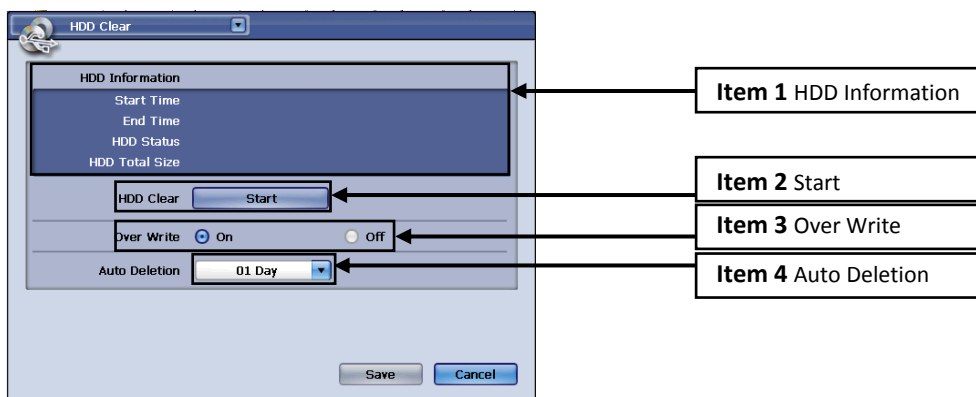 HDD Clear
HDD Information
Start Time
End Time
HDD Status
HDD Total Size
HDD Clear Start
Over Write On Off
Auto Deletion 01 Day
Save Cancel
Item 1 HDD Information
Item 2 Start
Item 3 Over Write
Item 4 Auto Deletion